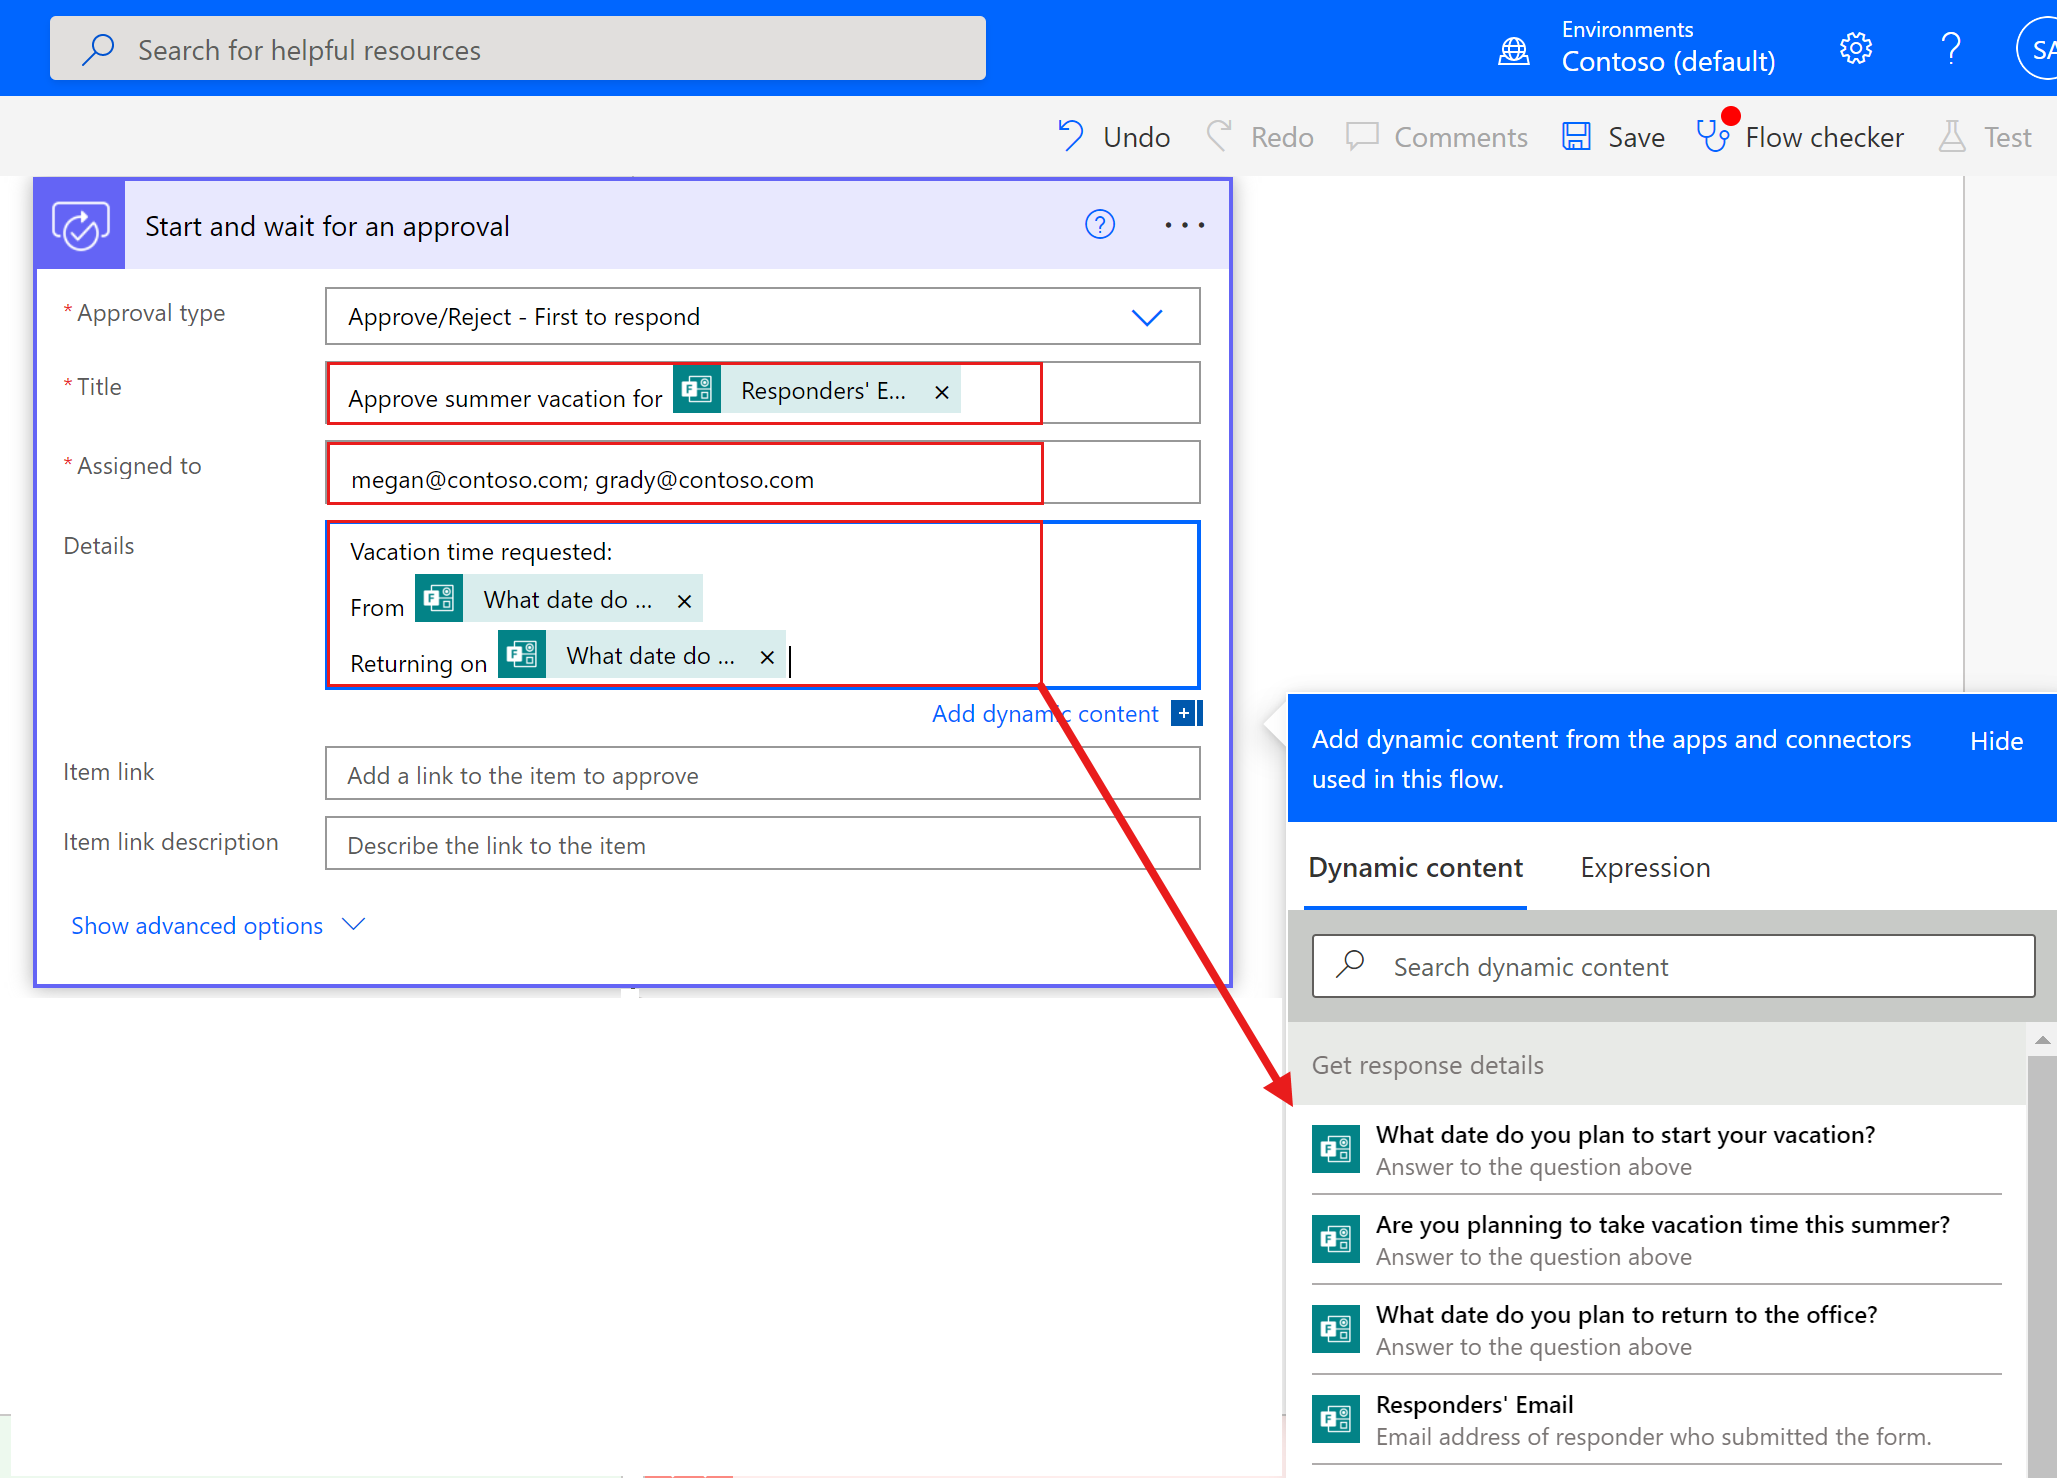 Search for helpful resources
Environments
Contoso (default)
?
SA
Undo
Redo
Comments
Save
Flow checker
Test
Start and wait for an approval
?
...
* Approval type
Approve/Reject - First to respond
* Title
Approve summer vacation for Responders' E... ×
* Assigned to
megan@contoso.com; grady@contoso.com
Details
Vacation time requested:
From What date do ... ×
Returning on What date do ... ×
Add dynamic content +
Item link
Add a link to the item to approve
Item link description
Describe the link to the item
Show advanced options
Add dynamic content from the apps and connectors
used in this flow.
Hide
Dynamic content
Expression
Search dynamic content
Get response details
What date do you plan to start your vacation?
Answer to the question above
Are you planning to take vacation time this summer?
Answer to the question above
What date do you plan to return to the office?
Answer to the question above
Responders' Email
Email address of responder who submitted the form.